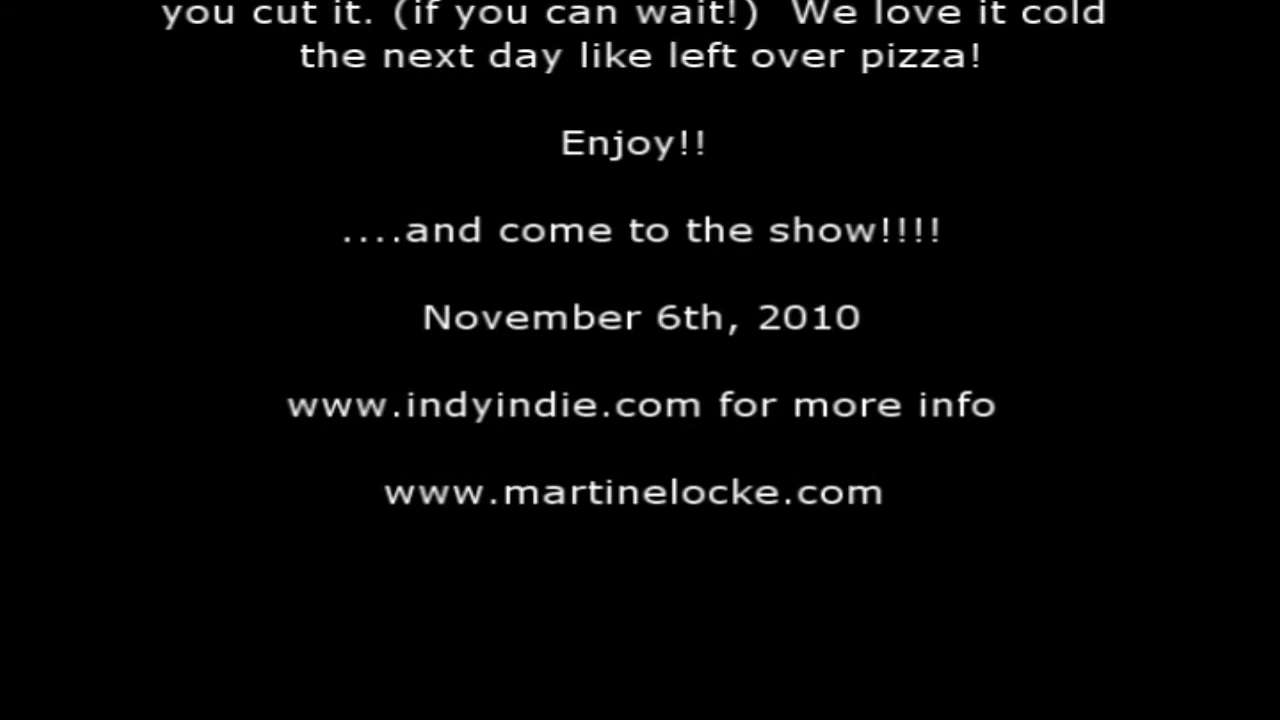 you cut it. (if you can wait!)  We love it cold
the next day like left over pizza!
Enjoy!!
....and come to the show!!!!
November 6th, 2010
www.indyindie.com for more info
www.martinelocke.com